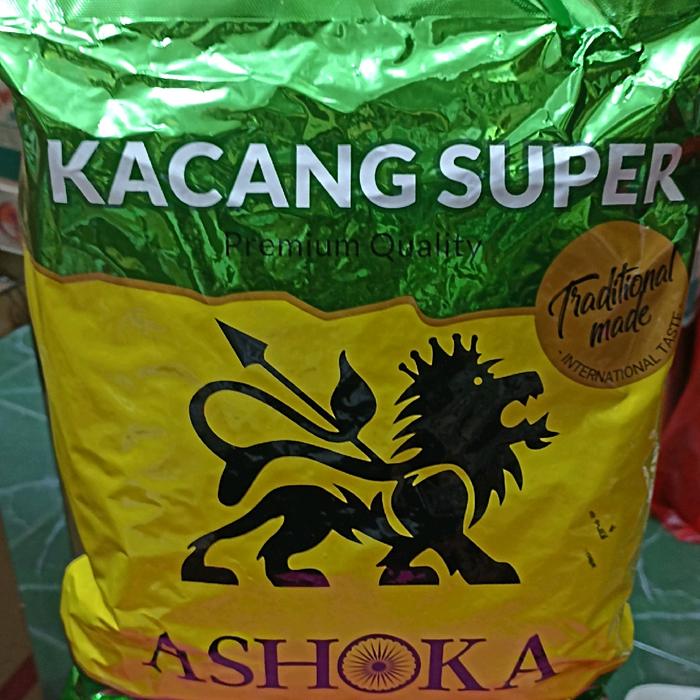 KACANG SUPER
Premium Quality
Traditional
made
- INTERNATIONAL TASTE
ASHOKA